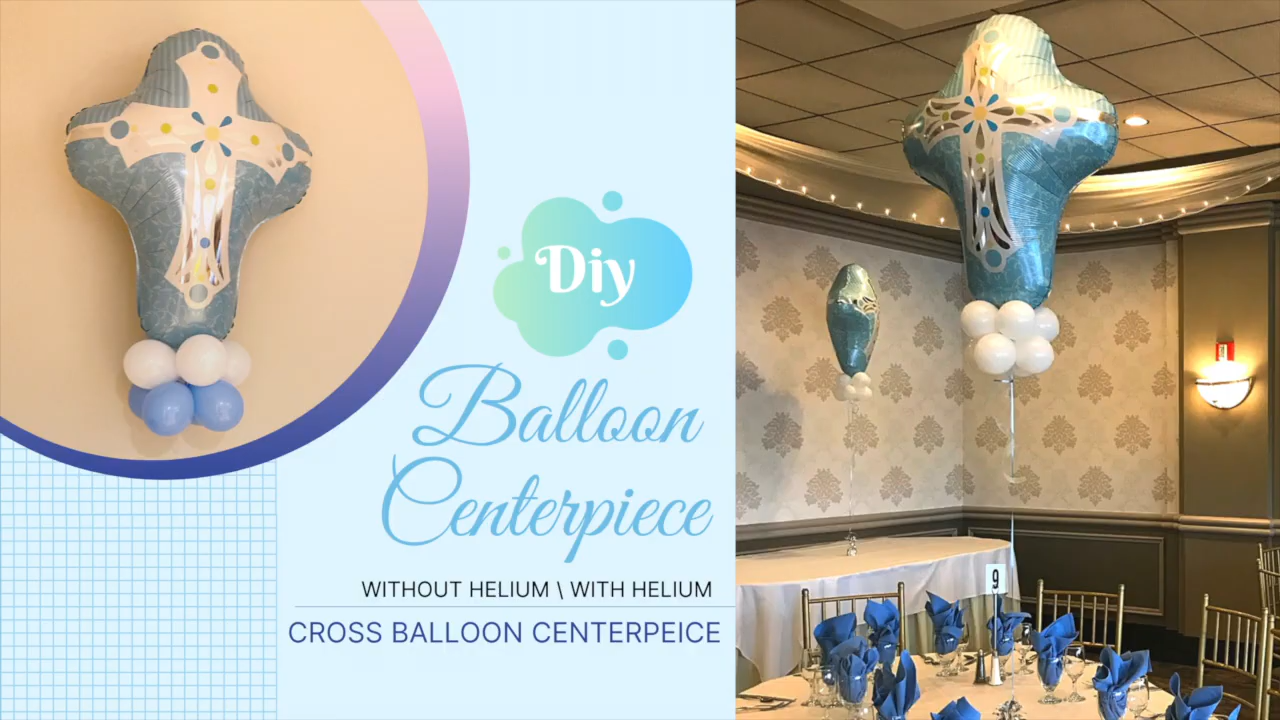 Diy
Balloon
Centerpiece
WITHOUT HELIUM \ WITH HELIUM
CROSS BALLOON CENTERPEICE
9